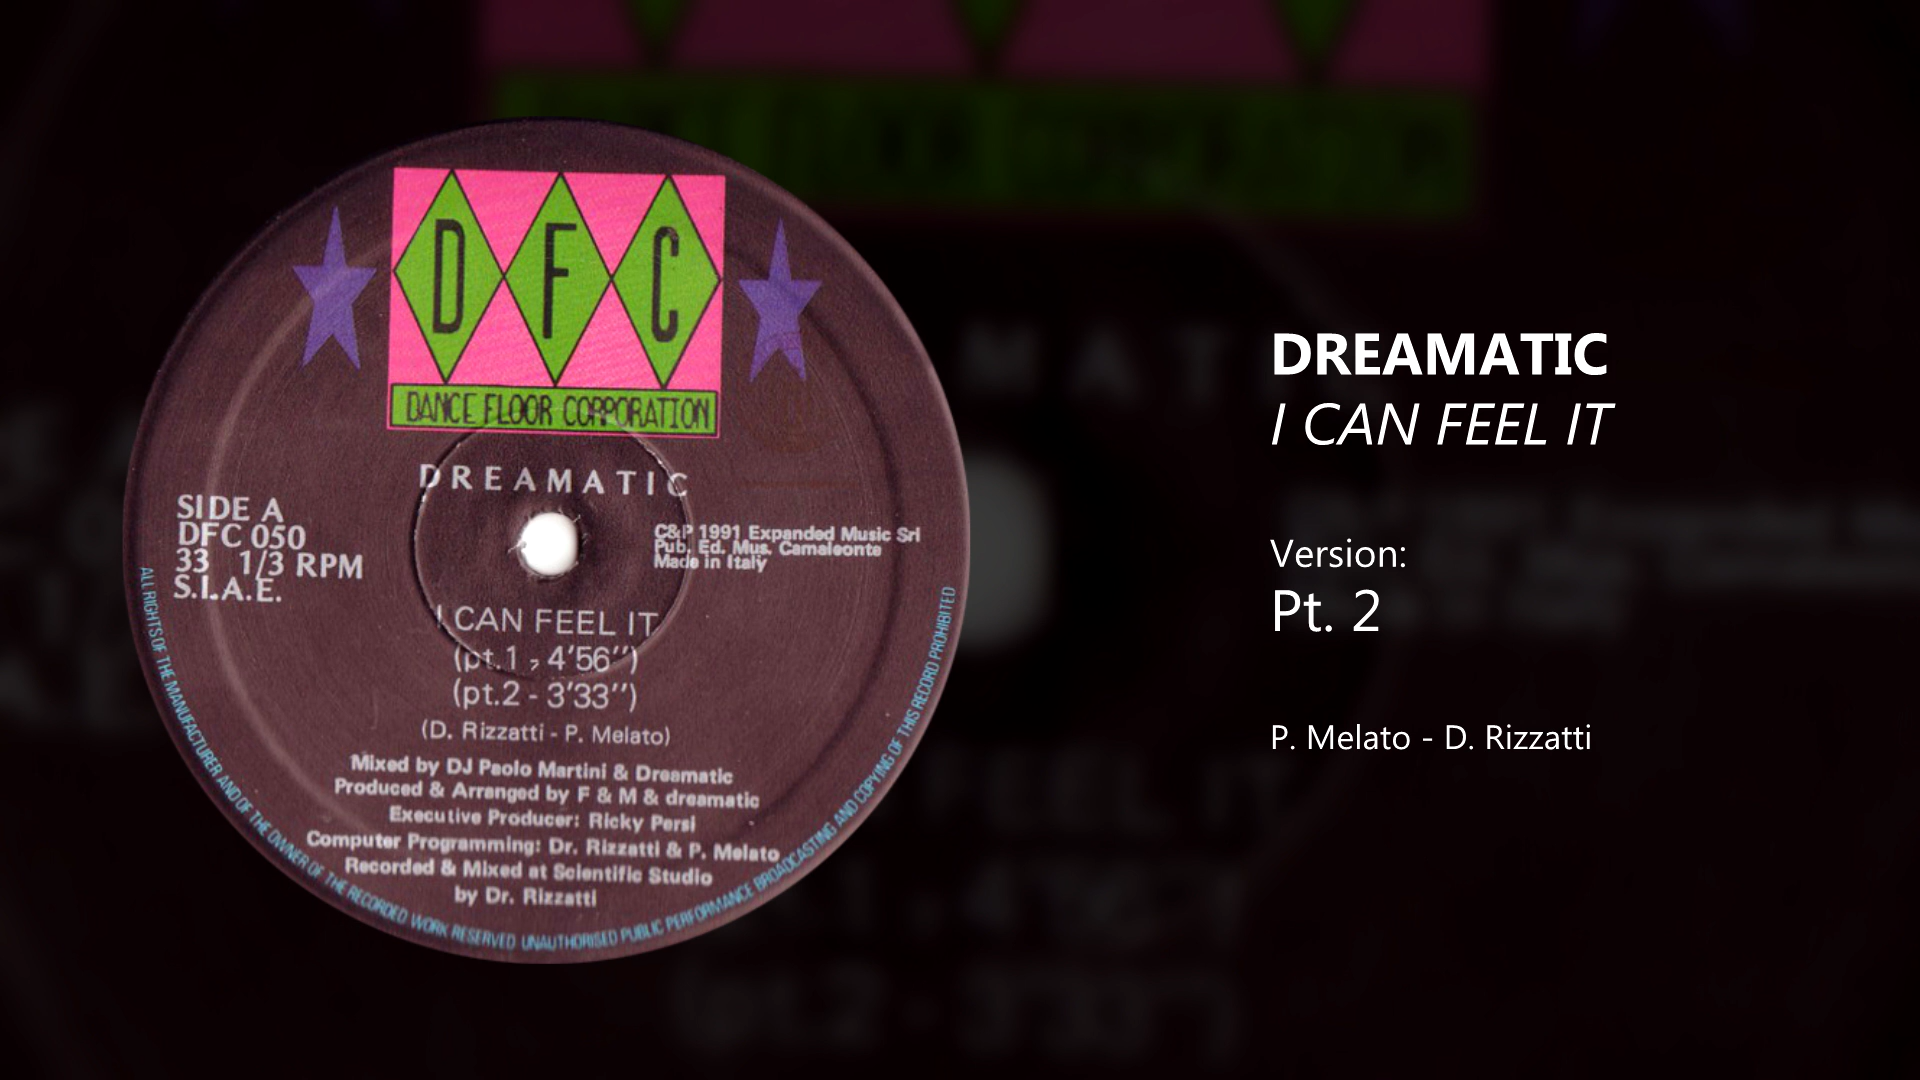 D F C
DANCE FLOOR CORPORATION
DREAMATIC
SIDE A
DFC 050
33 1/3 RPM
S.I.A.E.
C&P 1991 Expanded Music Srl
Pub. Ed. Mus. Camaleonte
Made in Italy
I CAN FEEL IT
(pt.1 - 4'56'')
(pt.2 - 3'33'')
(D. Rizzatti - P. Melato)
Mixed by DJ Paolo Martini & Dreamatic
Produced & Arranged by F & M & dreamatic
Executive Producer: Ricky Persi
Computer Programming: Dr. Rizzatti & P. Melato
Recorded & Mixed at Scientific Studio
by Dr. Rizzatti
ALL RIGHTS OF THE MANUFACTURER AND OF THE OWNER OF THE RECORDED WORK RESERVED UNAUTHORISED PUBLIC PERFORMANCE BROADCASTING AND COPYING OF THIS RECORD PROHIBITED
DREAMATIC
I CAN FEEL IT
Version:
Pt. 2
P. Melato - D. Rizzatti